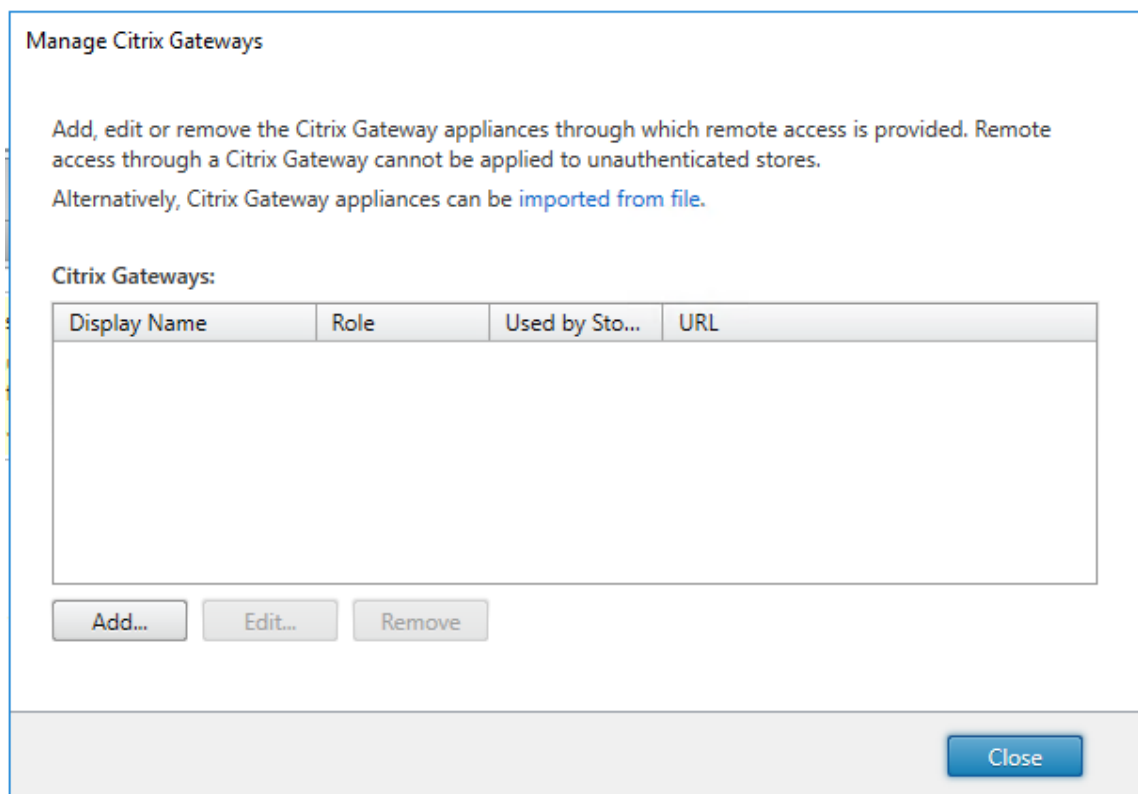 Manage Citrix Gateways
Add, edit or remove the Citrix Gateway appliances through which remote access is provided. Remote
access through a Citrix Gateway cannot be applied to unauthenticated stores.
Alternatively, Citrix Gateway appliances can be imported from file.
Citrix Gateways:
Display Name Role Used by Sto... URL
Add... Edit... Remove
Close